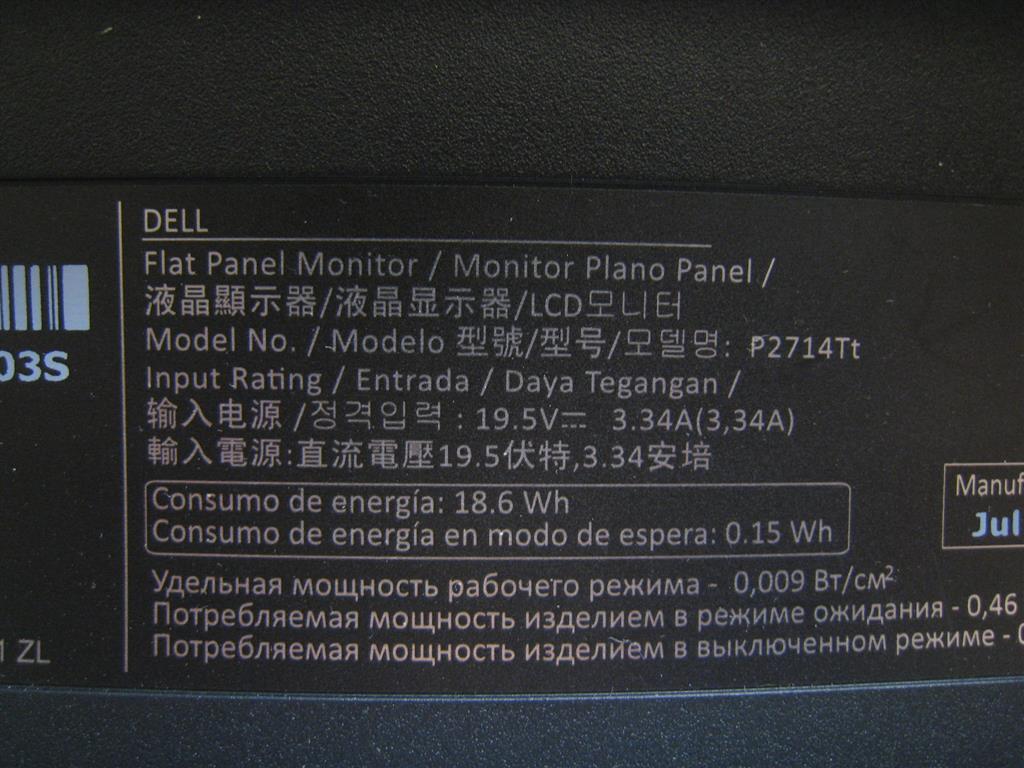 DELL
Flat Panel Monitor / Monitor Plano Panel /
液晶顯示器/液晶显示器/LCD모니터
Model No. / Modelo 型號/型号/모델명: P2714Tt
Input Rating / Entrada / Daya Tegangan /
输入电源 /정격입력 : 19.5V⎓ 3.34A(3,34A)
輸入電源:直流電壓19.5伏特,3.34安培
03S
Consumo de energía: 18.6 Wh
Consumo de energía en modo de espera: 0.15 Wh
Manuf
Jul
Удельная мощность рабочего режима - 0,009 Вт/см²
Потребляемая мощность изделием в режиме ожидания - 0,46
Потребляемая мощность изделием в выключенном режиме -
1 ZL